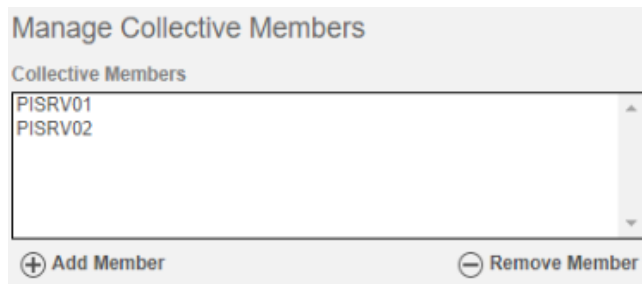 Manage Collective Members
Collective Members
PISRV01
PISRV02
Add Member Remove Member